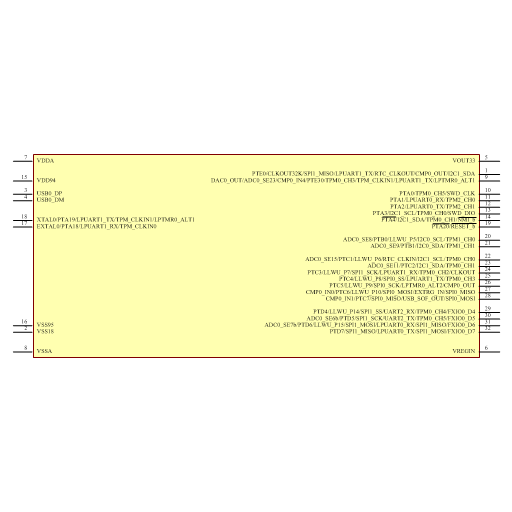 7 VDDA
15 VDD94
3 USB0_DP
4 USB0_DM
18 XTAL0/PTA19/LPUART1_TX/TPM_CLKIN1/LPTMR0_ALT1
17 EXTAL0/PTA18/LPUART1_RX/TPM_CLKIN0
16 VSS95
2 VSS18
8 VSSA
VOUT33 5
PTE0/CLKOUT32K/SPI1_MISO/LPUART1_TX/RTC_CLKOUT/CMP0_OUT/I2C1_SDA 1
DAC0_OUT/ADC0_SE23/CMP0_IN4/PTE30/TPM0_CH3/TPM_CLKIN1/LPUART1_TX/LPTMR0_ALT1 9
PTA0/TPM0_CH5/SWD_CLK 10
PTA1/LPUART0_RX/TPM2_CH0 11
PTA2/LPUART0_TX/TPM2_CH1 12
PTA3/I2C1_SCL/TPM0_CH0/SWD_DIO 13
PTA4/I2C1_SDA/TPM0_CH1/NMI_b 14
PTA20/RESET_b 19
ADC0_SE8/PTB0/LLWU_P5/I2C0_SCL/TPM1_CH0 20
ADC0_SE9/PTB1/I2C0_SDA/TPM1_CH1 21
ADC0_SE15/PTC1/LLWU_P6/RTC_CLKIN/I2C1_SCL/TPM0_CH0 22
ADC0_SE11/PTC2/I2C1_SDA/TPM0_CH1 23
PTC3/LLWU_P7/SPI1_SCK/LPUART1_RX/TPM0_CH2/CLKOUT 24
PTC4/LLWU_P8/SPI0_SS/LPUART1_TX/TPM0_CH3 25
PTC5/LLWU_P9/SPI0_SCK/LPTMR0_ALT2/CMP0_OUT 26
CMP0_IN0/PTC6/LLWU_P10/SPI0_MOSI/EXTRG_IN/SPI0_MISO 27
CMP0_IN1/PTC7/SPI0_MISO/USB_SOF_OUT/SPI0_MOSI 28
PTD4/LLWU_P14/SPI1_SS/UART2_RX/TPM0_CH4/FXIO0_D4 29
ADC0_SE6b/PTD5/SPI1_SCK/UART2_TX/TPM0_CH5/FXIO0_D5 30
ADC0_SE7b/PTD6/LLWU_P15/SPI1_MOSI/LPUART0_RX/SPI1_MISO/FXIO0_D6 31
PTD7/SPI1_MISO/LPUART0_TX/SPI1_MOSI/FXIO0_D7 32
VREGIN 6